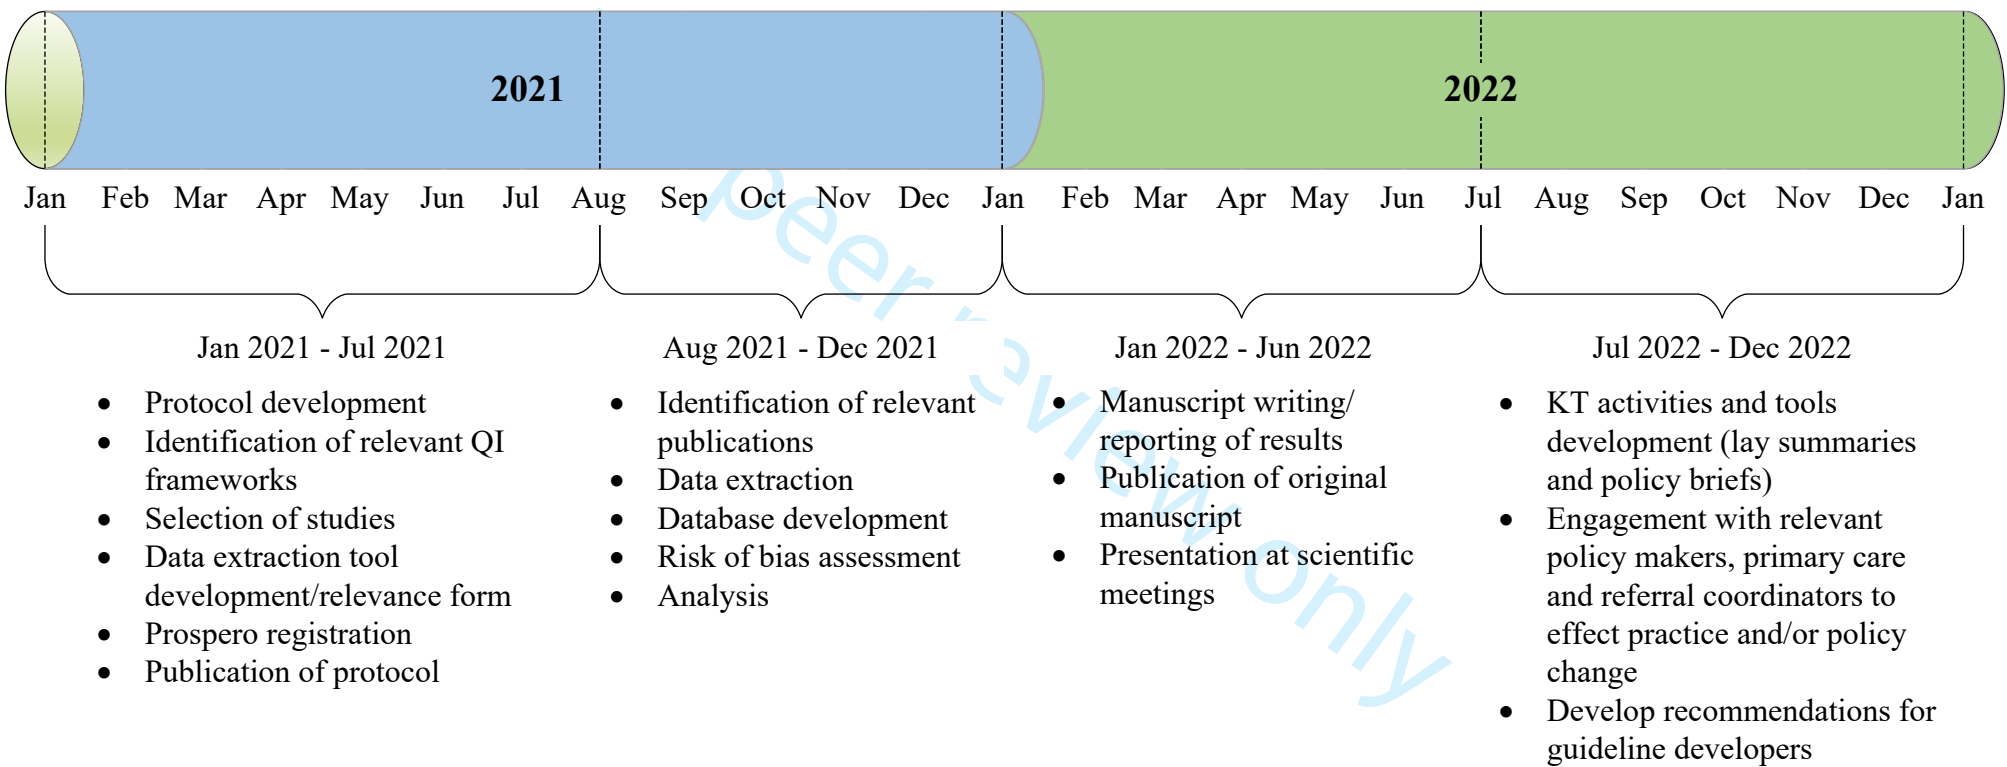 2021
2022
Jan Feb Mar Apr May Jun Jul Aug Sep Oct Nov Dec Jan Feb Mar Apr May Jun Jul Aug Sep Oct Nov Dec Jan
Jan 2021 - Jul 2021
• Protocol development
• Identification of relevant QI
frameworks
• Selection of studies
• Data extraction tool
development/relevance form
• Prospero registration
• Publication of protocol
Aug 2021 - Dec 2021
• Identification of relevant
publications
• Data extraction
• Database development
• Risk of bias assessment
• Analysis
Jan 2022 - Jun 2022
• Manuscript writing/
reporting of results
• Publication of original
manuscript
• Presentation at scientific
meetings
Jul 2022 - Dec 2022
• KT activities and tools
development (lay summaries
and policy briefs)
• Engagement with relevant
policy makers, primary care
and referral coordinators to
effect practice and/or policy
change
• Develop recommendations for
guideline developers
peer review only